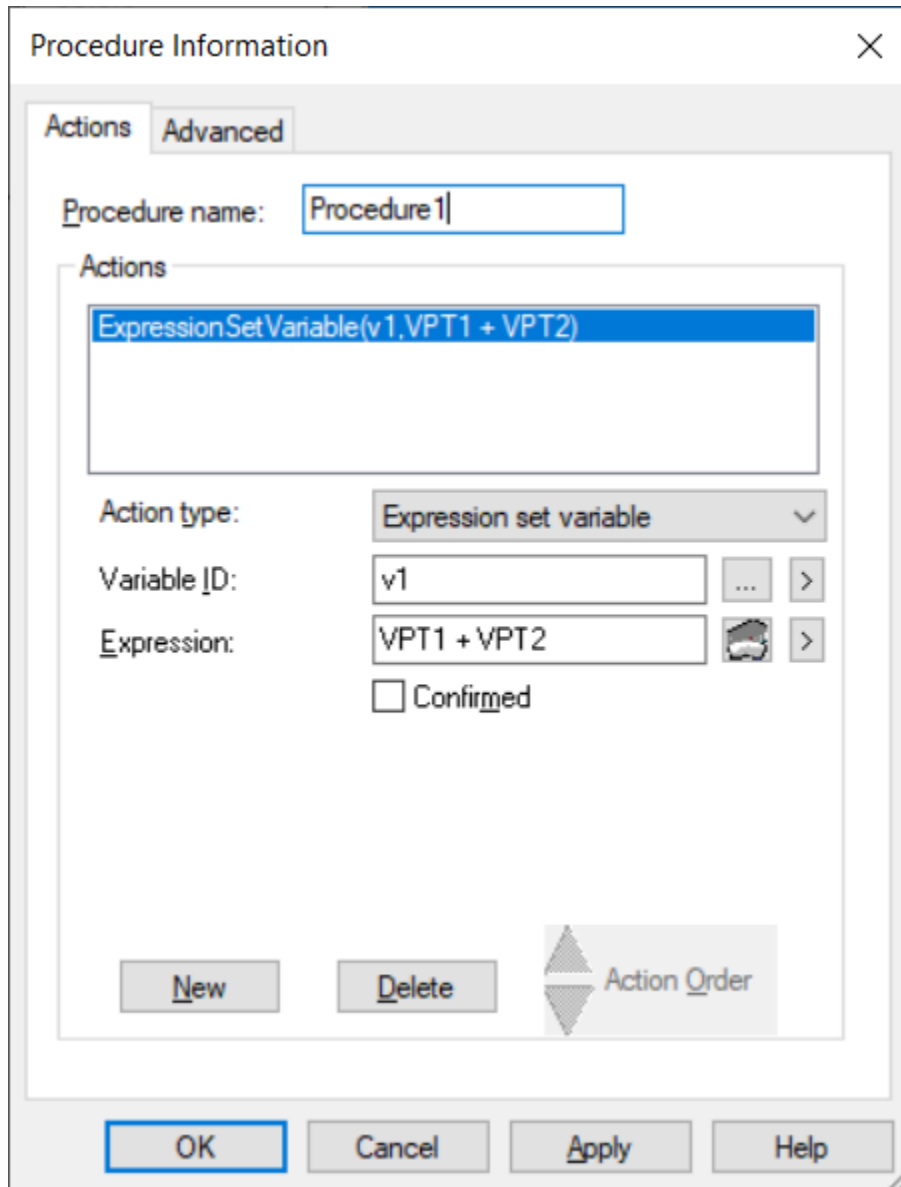 Procedure Information
Actions Advanced
Procedure name: Procedure1
Actions
ExpressionSetVariable(v1,VPT1 + VPT2)
Action type: Expression set variable
Variable ID: v1 ... >
Expression: VPT1 + VPT2 >
Confirmed
New Delete Action Order
OK Cancel Apply Help